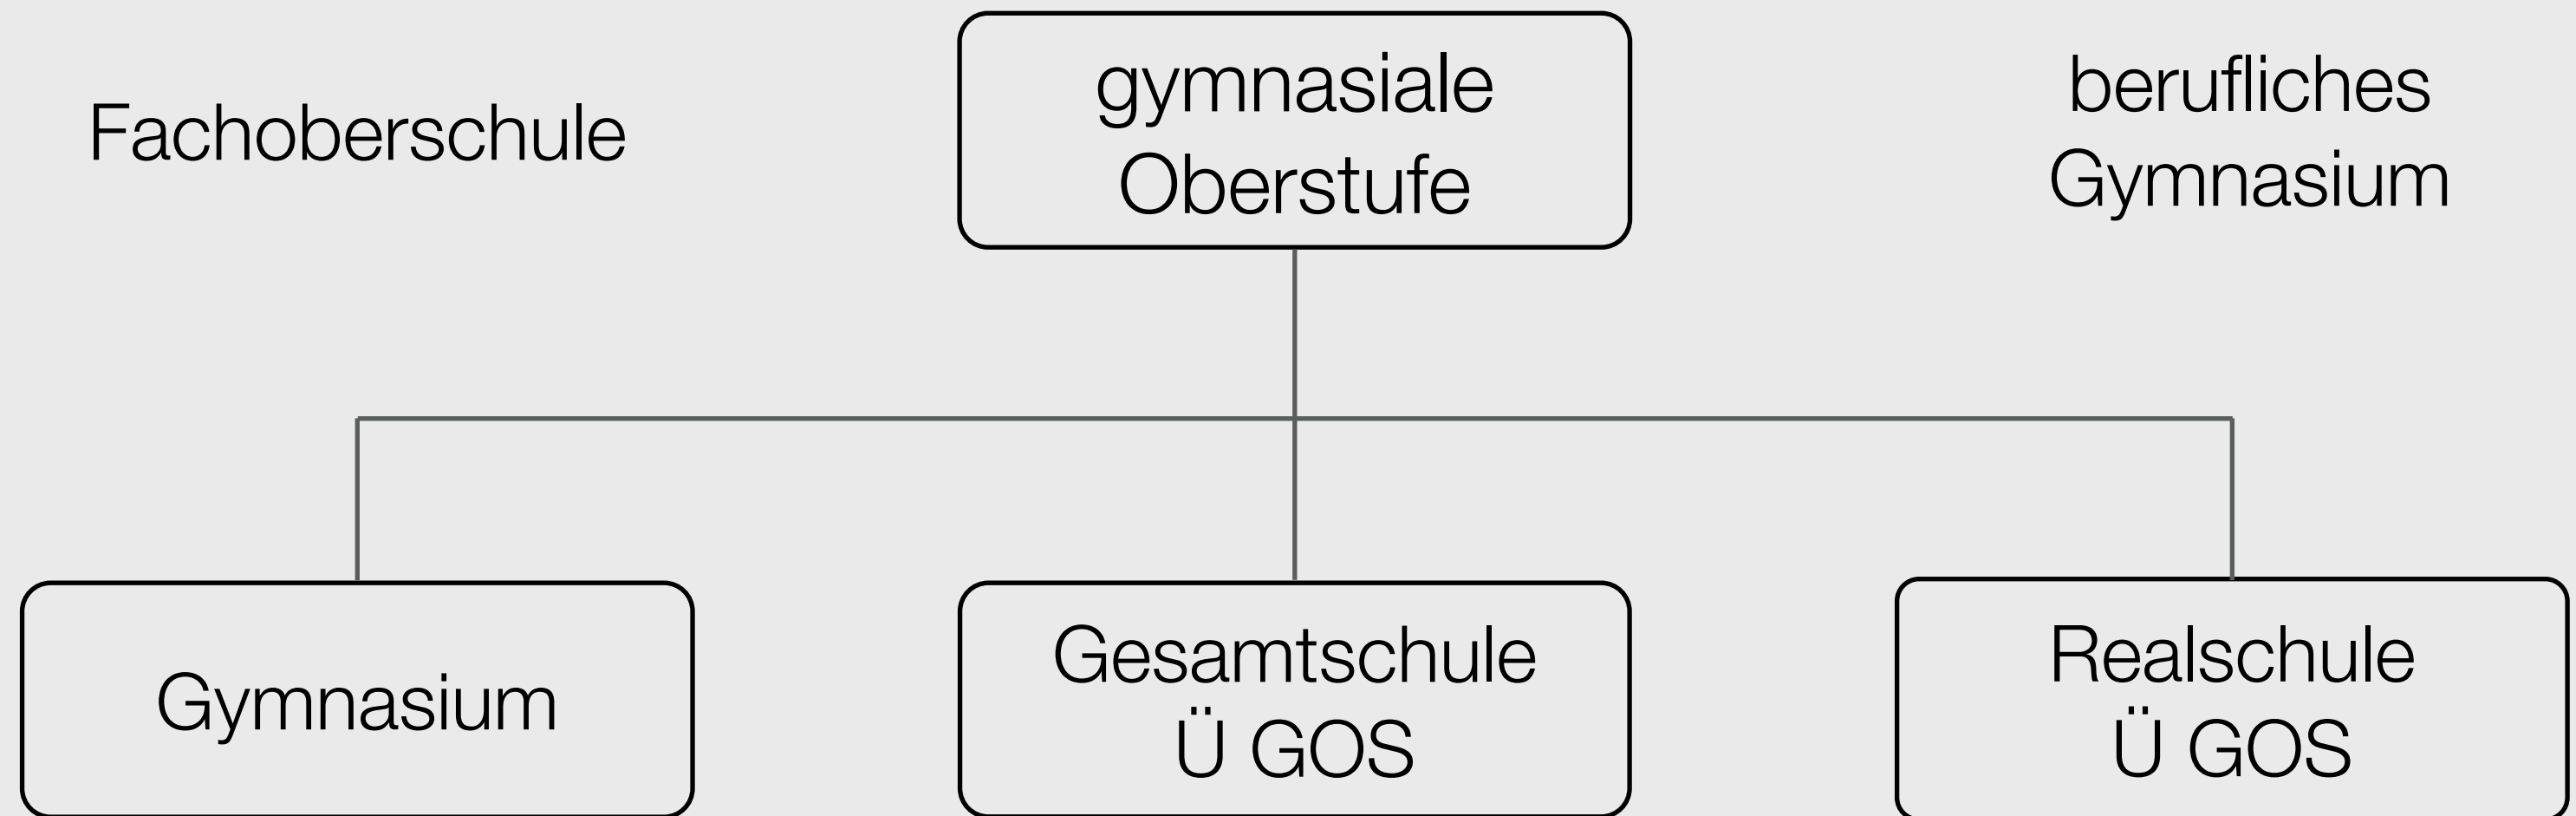 Fachoberschule
gymnasiale
Oberstufe
berufliches
Gymnasium
Gymnasium
Gesamtschule
Ü GOS
Realschule
Ü GOS